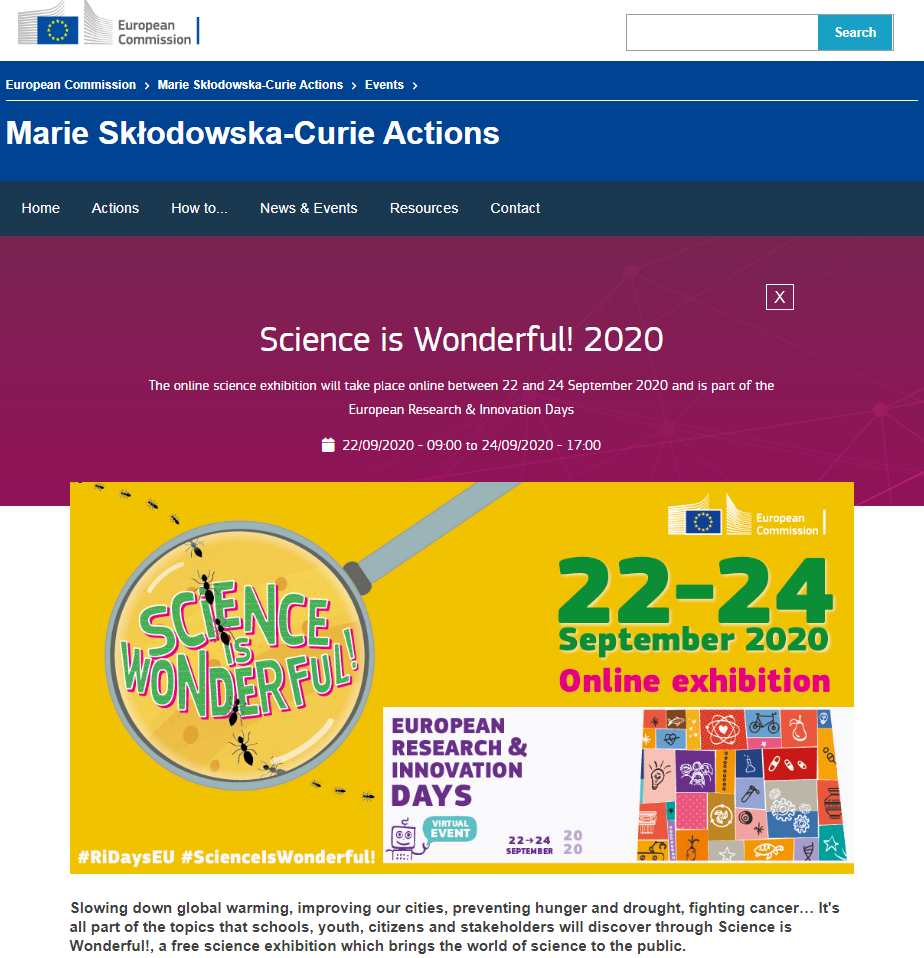 European
Commission
Search
European Commission > Marie Skłodowska-Curie Actions > Events >
Marie Skłodowska-Curie Actions
Home Actions How to... News & Events Resources Contact
X
Science is Wonderful! 2020
The online science exhibition will take place online between 22 and 24 September 2020 and is part of the
European Research & Innovation Days
22/09/2020 - 09:00 to 24/09/2020 - 17:00
European
Commission
22-24
September 2020
Online exhibition
SCIENCE
IS
WONDERFUL!
EUROPEAN
RESEARCH &
INNOVATION
DAYS
VIRTUAL
EVENT
22→24
SEPTEMBER
20
20
#RiDaysEU #ScienceIsWonderful!
Slowing down global warming, improving our cities, preventing hunger and drought, fighting cancer… It's
all part of the topics that schools, youth, citizens and stakeholders will discover through Science is
Wonderful!, a free science exhibition which brings the world of science to the public.